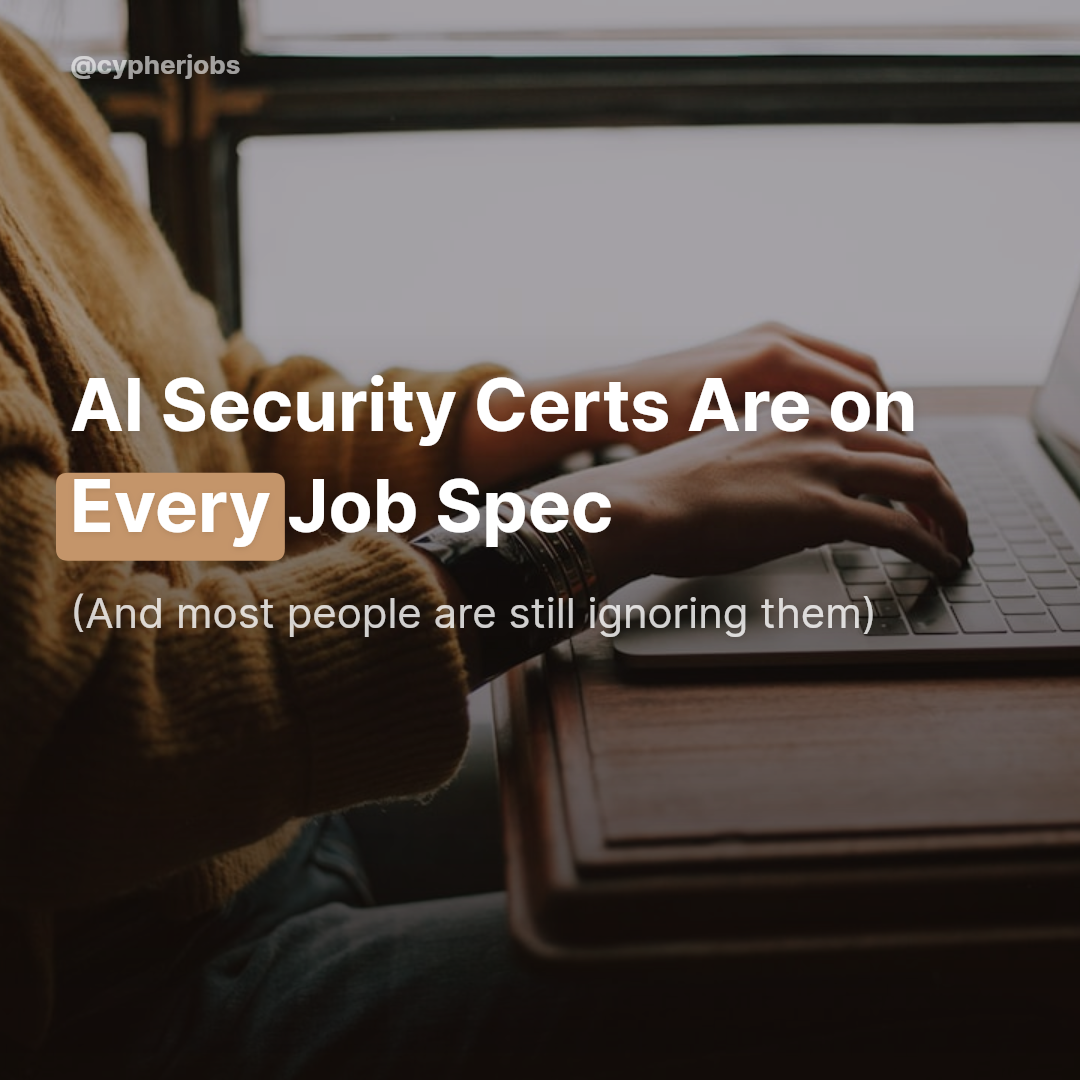 @cypherjobs
AI Security Certs Are on
Every Job Spec
(And most people are still ignoring them)